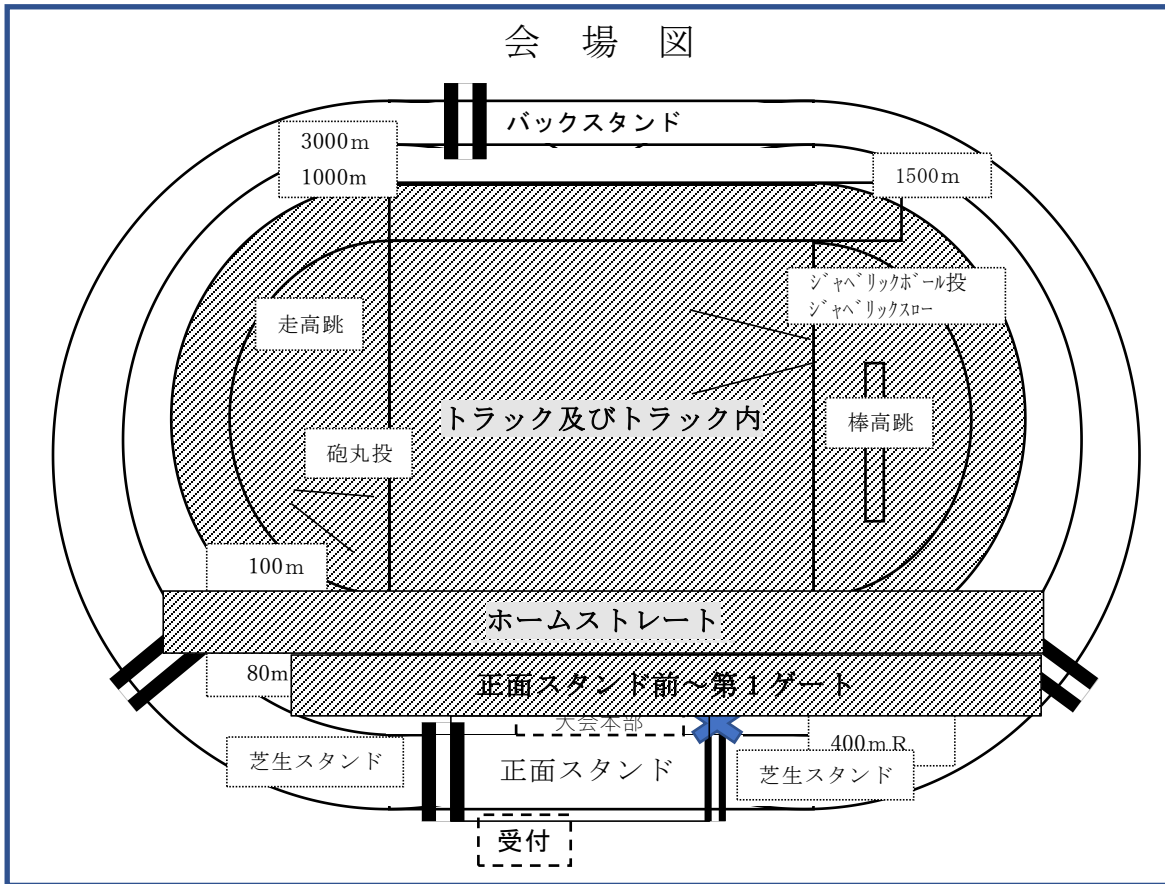 会　場　図
バックスタンド
3000ｍ
1000m
1500ｍ
ｼﾞｬﾍﾞﾘｯｸﾎﾞｰﾙ投
ｼﾞｬﾍﾞﾘｯｸｽﾛｰ
走高跳
トラック及びトラック内
棒高跳
砲丸投
100ｍ
ホームストレート
80m
正面スタンド前～第１ゲート
大会本部
400ｍＲ
芝生スタンド
正面スタンド
芝生スタンド
受付